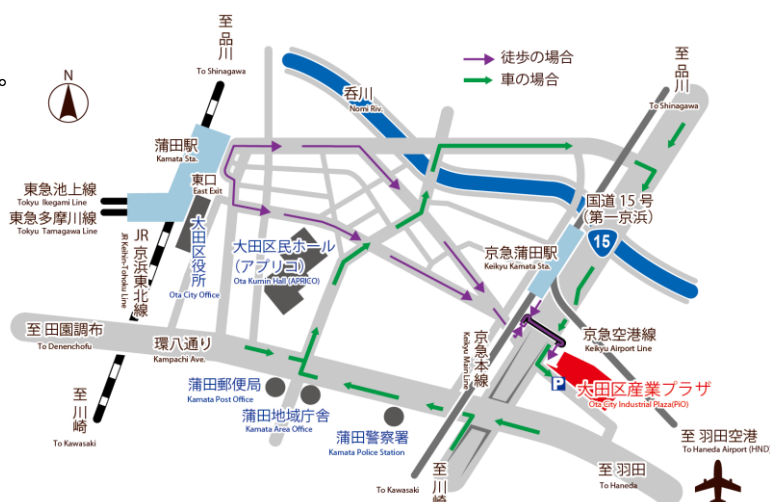 。
N
至品川
To Shinagawa
徒歩の場合
車の場合
至品川
To Shinagawa
呑川
Nomi Riv.
蒲田駅
Kamata Sta.
東口
East Exit
東急池上線
Tokyu Ikegami Line
東急多摩川線
Tokyu Tamagawa Line
JR京浜東北線
JR Keihin-Tohoku Line
大田区役所
Ota City Office
大田区民ホール
（アプリコ）
Ota Kumin Hall (APRICO)
国道15号
（第一京浜）
15
京急蒲田駅
Keikyu Kamata Sta.
至 田園調布
To Denenchofu
環八通り
Kampachi Ave.
京急本線
Keikyu Main Line
京急空港線
Keikyu Airport Line
P
大田区産業プラザ
Ota City Industrial Plaza(PiO)
蒲田郵便局
Kamata Post Office
蒲田地域庁舎
Kamata Area Office
蒲田警察署
Kamata Police Station
至川崎
To Kawasaki
至川崎
To Kawasaki
至 羽田
To Haneda
至 羽田空港
To Haneda Airport (HND)